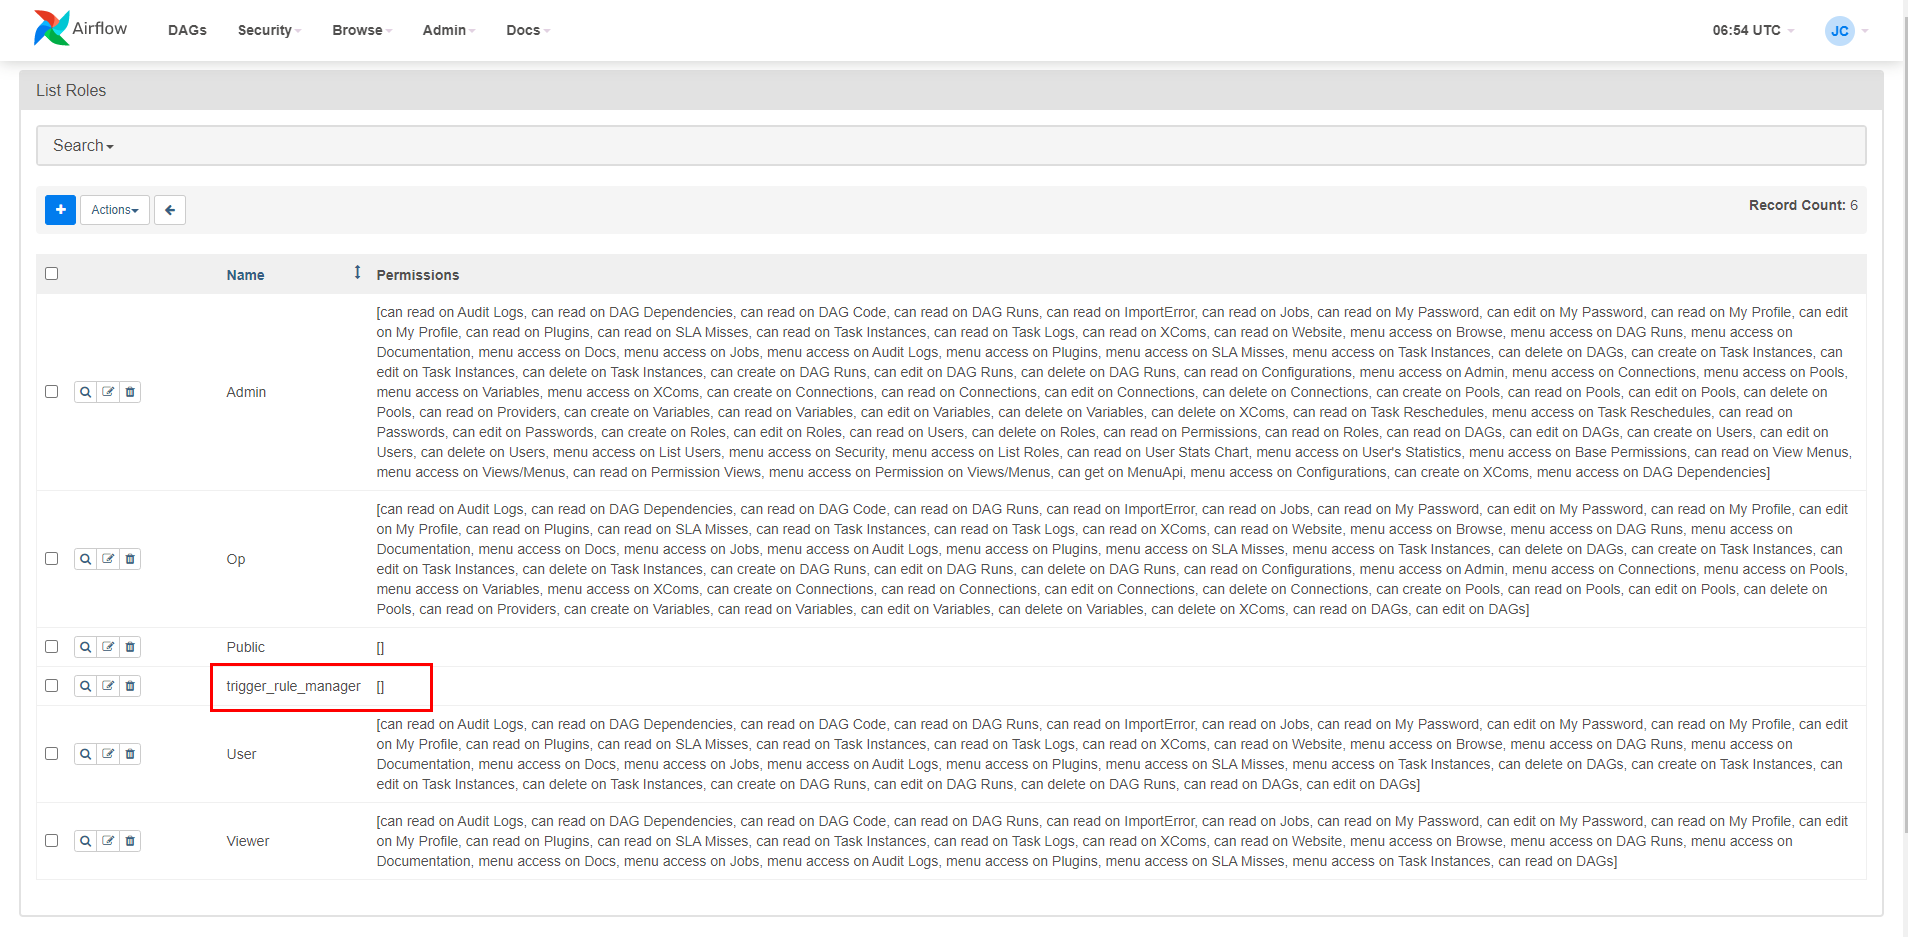 Airflow DAGs Security Browse Admin Docs 06:54 UTC JC
List Roles
Search
Actions Record Count: 6
Name Permissions
[can read on Audit Logs, can read on DAG Dependencies, can read on DAG Code, can read on DAG Runs, can read on ImportError, can read on Jobs, can read on My Password, can edit on My Password, can read on My Profile, can edit
on My Profile, can read on Plugins, can read on SLA Misses, can read on Task Instances, can read on Task Logs, can read on XComs, can read on Website, menu access on Browse, menu access on DAG Runs, menu access on
Documentation, menu access on Docs, menu access on Jobs, menu access on Audit Logs, menu access on Plugins, menu access on SLA Misses, menu access on Task Instances, can delete on DAGs, can create on Task Instances, can
edit on Task Instances, can delete on Task Instances, can create on DAG Runs, can edit on DAG Runs, can delete on DAG Runs, can read on Configurations, menu access on Admin, menu access on Connections, menu access on Pools,
Admin menu access on Variables, menu access on XComs, can create on Connections, can read on Connections, can edit on Connections, can delete on Connections, can create on Pools, can read on Pools, can edit on Pools, can delete on
Pools, can read on Providers, can create on Variables, can read on Variables, can edit on Variables, can delete on Variables, can delete on XComs, can read on Task Reschedules, menu access on Task Reschedules, can read on
Passwords, can edit on Passwords, can create on Roles, can edit on Roles, can read on Users, can delete on Roles, can read on Permissions, can read on Roles, can read on DAGs, can edit on DAGs, can create on Users, can edit on
Users, can delete on Users, menu access on List Users, menu access on Security, menu access on List Roles, can read on User Stats Chart, menu access on User's Statistics, menu access on Base Permissions, can read on View Menus,
menu access on Views/Menus, can read on Permission Views, menu access on Permission on Views/Menus, can get on MenuApi, menu access on Configurations, can create on XComs, menu access on DAG Dependencies]
[can read on Audit Logs, can read on DAG Dependencies, can read on DAG Code, can read on DAG Runs, can read on ImportError, can read on Jobs, can read on My Password, can edit on My Password, can read on My Profile, can edit
on My Profile, can read on Plugins, can read on SLA Misses, can read on Task Instances, can read on Task Logs, can read on XComs, can read on Website, menu access on Browse, menu access on DAG Runs, menu access on
Documentation, menu access on Docs, menu access on Jobs, menu access on Audit Logs, menu access on Plugins, menu access on SLA Misses, menu access on Task Instances, can delete on DAGs, can create on Task Instances, can
Op edit on Task Instances, can delete on Task Instances, can create on DAG Runs, can edit on DAG Runs, can delete on DAG Runs, can read on Configurations, menu access on Admin, menu access on Connections, menu access on Pools,
menu access on Variables, menu access on XComs, can create on Connections, can read on Connections, can edit on Connections, can delete on Connections, can create on Pools, can read on Pools, can edit on Pools, can delete on
Pools, can read on Providers, can create on Variables, can read on Variables, can edit on Variables, can delete on Variables, can delete on XComs, can read on DAGs, can edit on DAGs]
Public []
trigger_rule_manager []
[can read on Audit Logs, can read on DAG Dependencies, can read on DAG Code, can read on DAG Runs, can read on ImportError, can read on Jobs, can read on My Password, can edit on My Password, can read on My Profile, can edit
on My Profile, can read on Plugins, can read on SLA Misses, can read on Task Instances, can read on Task Logs, can read on XComs, can read on Website, menu access on Browse, menu access on DAG Runs, menu access on
User Documentation, menu access on Docs, menu access on Jobs, menu access on Audit Logs, menu access on Plugins, menu access on SLA Misses, menu access on Task Instances, can delete on DAGs, can create on Task Instances, can
edit on Task Instances, can delete on Task Instances, can create on DAG Runs, can edit on DAG Runs, can delete on DAG Runs, can read on DAGs, can edit on DAGs]
[can read on Audit Logs, can read on DAG Dependencies, can read on DAG Code, can read on DAG Runs, can read on ImportError, can read on Jobs, can read on My Password, can edit on My Password, can read on My Profile, can edit
Viewer on My Profile, can read on Plugins, can read on SLA Misses, can read on Task Instances, can read on Task Logs, can read on XComs, can read on Website, menu access on Browse, menu access on DAG Runs, menu access on
Documentation, menu access on Docs, menu access on Jobs, menu access on Audit Logs, menu access on Plugins, menu access on SLA Misses, menu access on Task Instances, can read on DAGs]